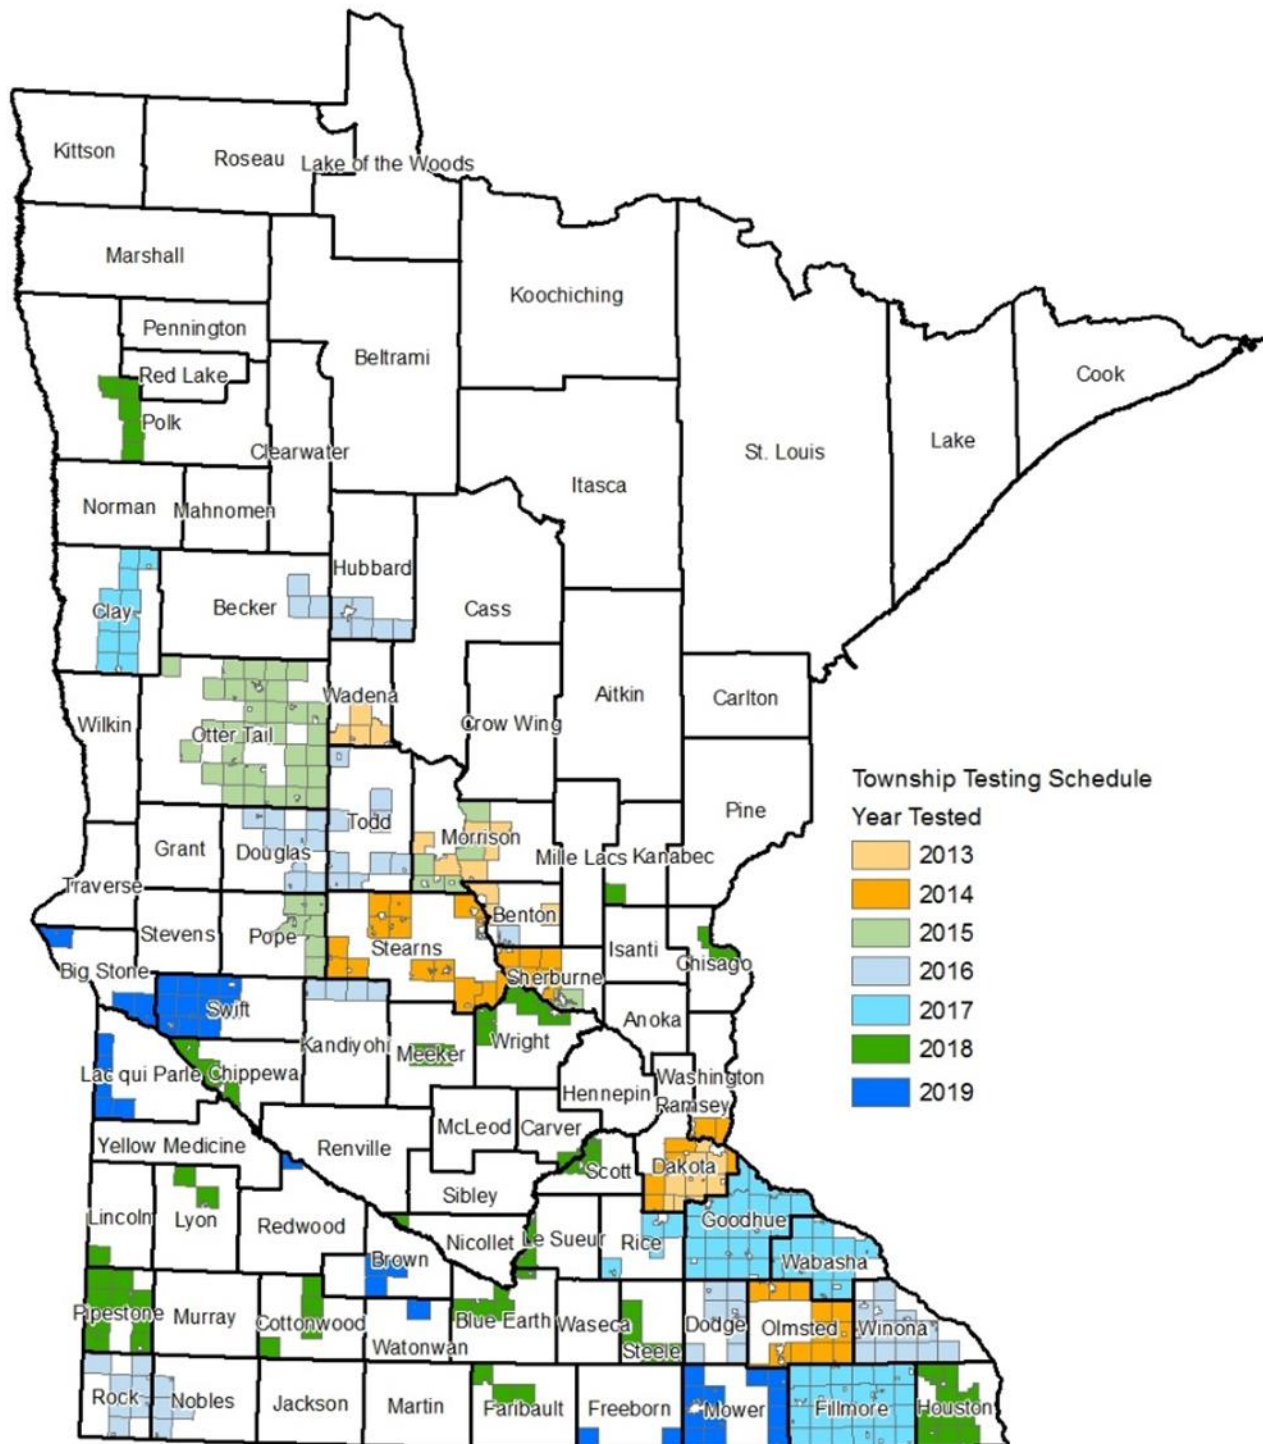 Kittson
Roseau
Lake of the Woods
Marshall
Koochiching
Pennington
Beltrami
Red Lake
Cook
Polk
Clearwater
St. Louis
Lake
Itasca
Norman
Mahnomen
Hubbard
Clay
Becker
Cass
Wadena
Aitkin
Carlton
Wilkin
Otter Tail
Crow Wing
Township Testing Schedule
Year Tested
2013
2014
2015
2016
2017
2018
2019
Pine
Todd
Morrison
Grant
Douglas
Mille Lacs
Kanabec
Traverse
Benton
Stevens
Pope
Stearns
Isanti
Chisago
Big Stone
Sherburne
Swift
Anoka
Kandiyohi
Meeker
Wright
Lac qui Parle
Chippewa
Washington
Hennepin
Ramsey
McLeod
Carver
Yellow Medicine
Renville
Dakota
Scott
Sibley
Lincoln
Lyon
Redwood
Goodhue
Nicollet
Le Sueur
Rice
Brown
Wabasha
Pipestone
Murray
Cottonwood
Blue Earth
Waseca
Dodge
Olmsted
Winona
Watonwan
Steele
Rock
Nobles
Jackson
Martin
Faribault
Freeborn
Mower
Fillmore
Houston